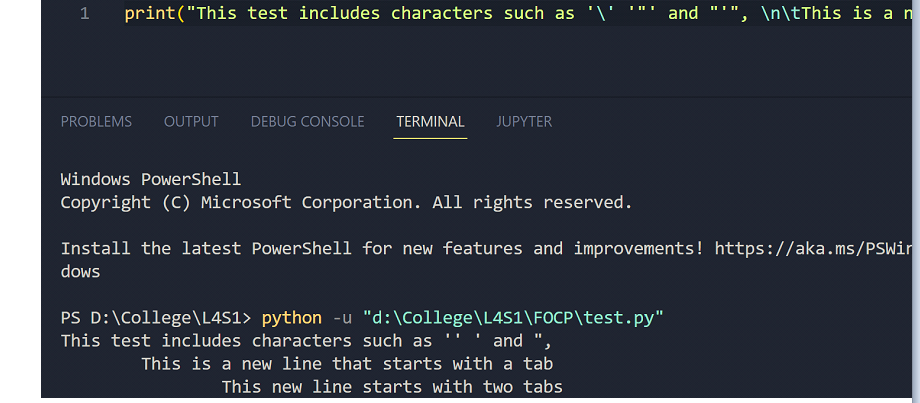 1 print("This test includes characters such as '\' '"' and "'", \n\tThis is a n
PROBLEMS OUTPUT DEBUG CONSOLE TERMINAL JUPYTER
Windows PowerShell
Copyright (C) Microsoft Corporation. All rights reserved.
Install the latest PowerShell for new features and improvements! https://aka.ms/PSWin
dows
PS D:\College\L4S1> python -u "d:\College\L4S1\FOCP\test.py"
This test includes characters such as '' ' and ",
This is a new line that starts with a tab
This new line starts with two tabs